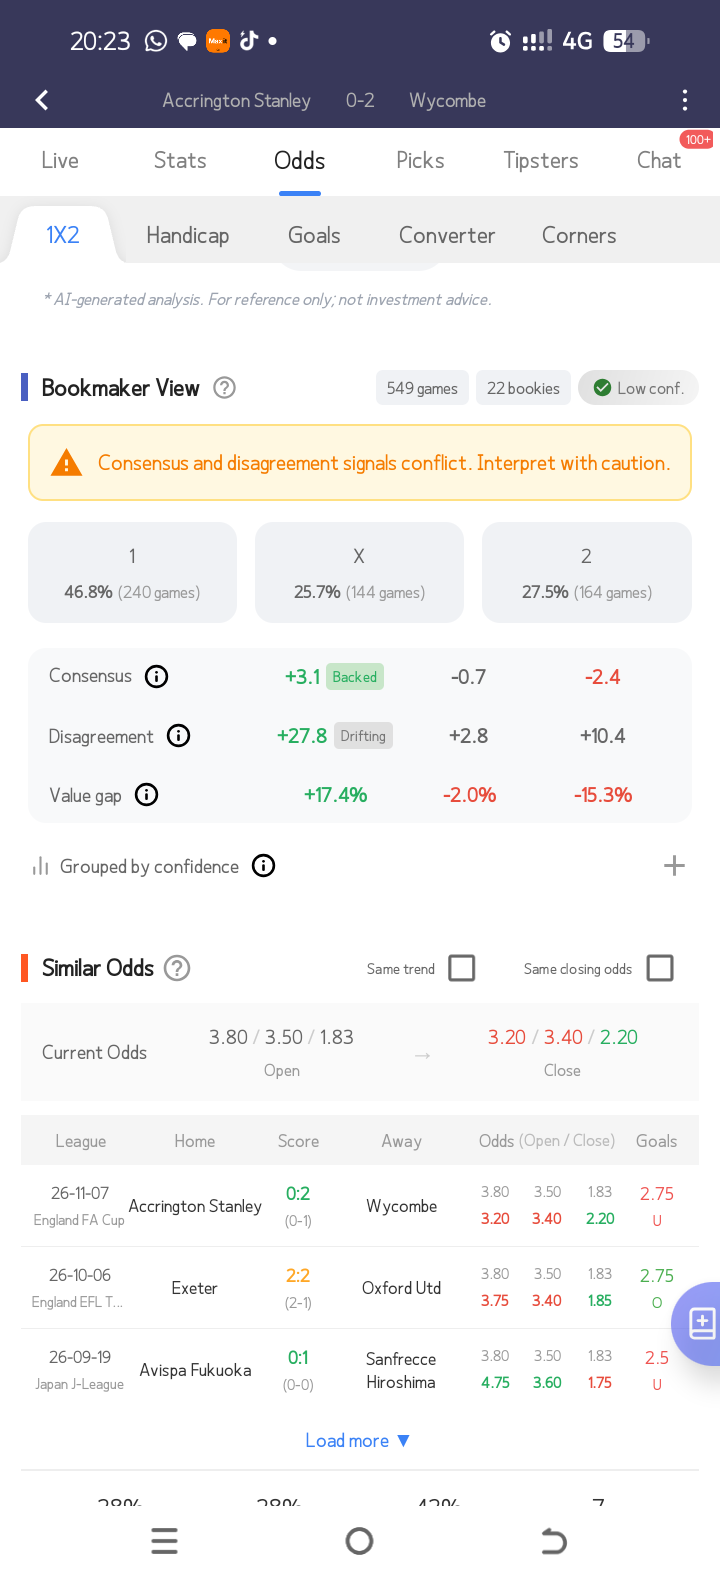 20:23
4G
54
Accrington Stanley 0-2 Wycombe
100+
Live Stats Odds Picks Tipsters Chat
1X2 Handicap Goals Converter Corners
* AI-generated analysis. For reference only; not investment advice.
Bookmaker View 549 games 22 bookies Low conf.
Consensus and disagreement signals conflict. Interpret with caution.
1 X 2
46.8% (240 games) 25.7% (144 games) 27.5% (164 games)
Consensus +3.1 Backed -0.7 -2.4
Disagreement +27.8 Drifting +2.8 +10.4
Value gap +17.4% -2.0% -15.3%
Grouped by confidence
Similar Odds Same trend Same closing odds
Current Odds 3.80 / 3.50 / 1.83 → 3.20 / 3.40 / 2.20
Open Close
League Home Score Away Odds (Open / Close) Goals
26-11-07 Accrington Stanley 0:2 Wycombe 3.80 3.50 1.83 2.75
England FA Cup (0-1) 3.20 3.40 2.20 U
26-10-06 Exeter 2:2 Oxford Utd 3.80 3.50 1.83 2.75
England EFL T... (2-1) 3.75 3.40 1.85 O
26-09-19 Avispa Fukuoka 0:1 Sanfrecce Hiroshima 3.80 3.50 1.83 2.5
Japan J-League (0-0) 4.75 3.60 1.75 U
Load more ▼